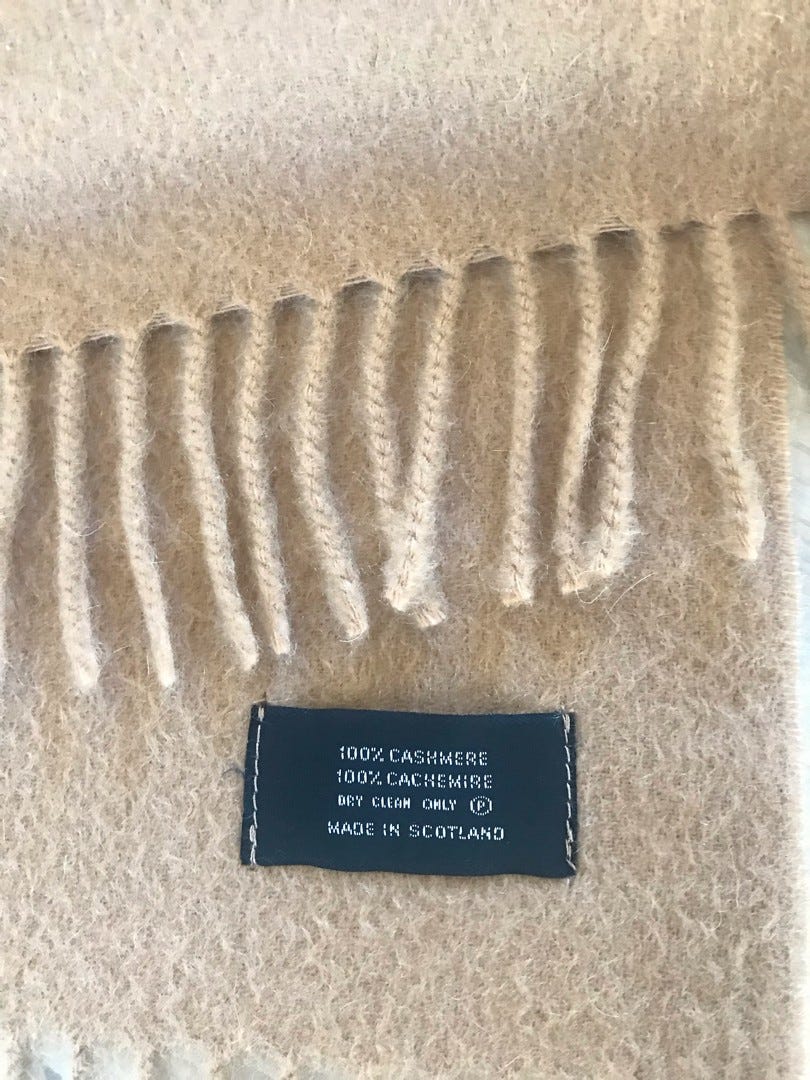 100% CASHMERE
100% CACHEMIRE
DRY CLEAN ONLY Ⓟ
MADE IN SCOTLAND